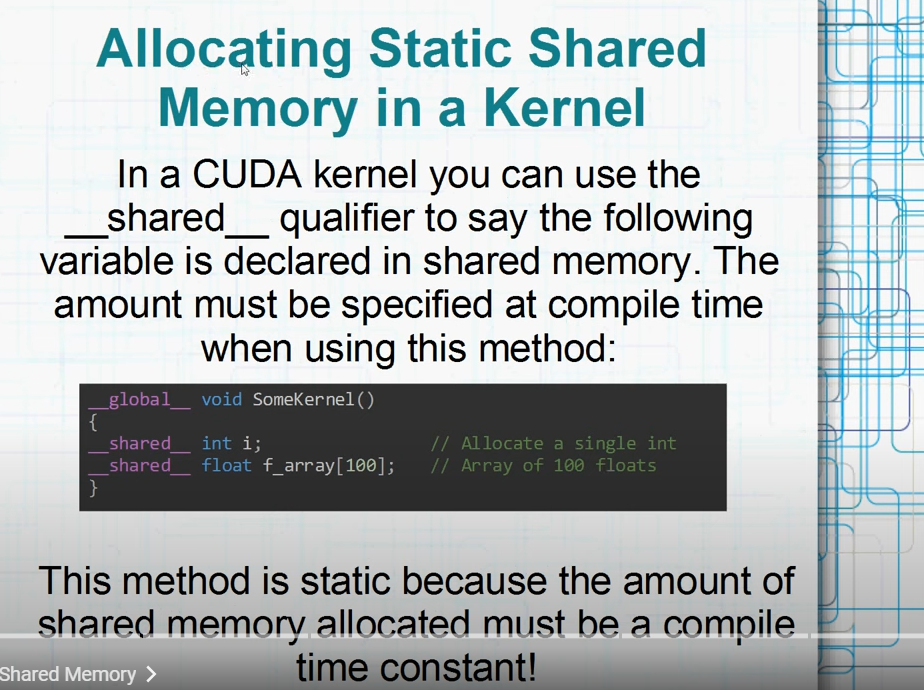 Allocating Static Shared
Memory in a Kernel
In a CUDA kernel you can use the
__shared__ qualifier to say the following
variable is declared in shared memory. The
amount must be specified at compile time
when using this method:
__global__ void SomeKernel()
{
__shared__ int i; // Allocate a single int
__shared__ float f_array[100]; // Array of 100 floats
}
This method is static because the amount of
shared memory allocated must be a compile
time constant!
Shared Memory